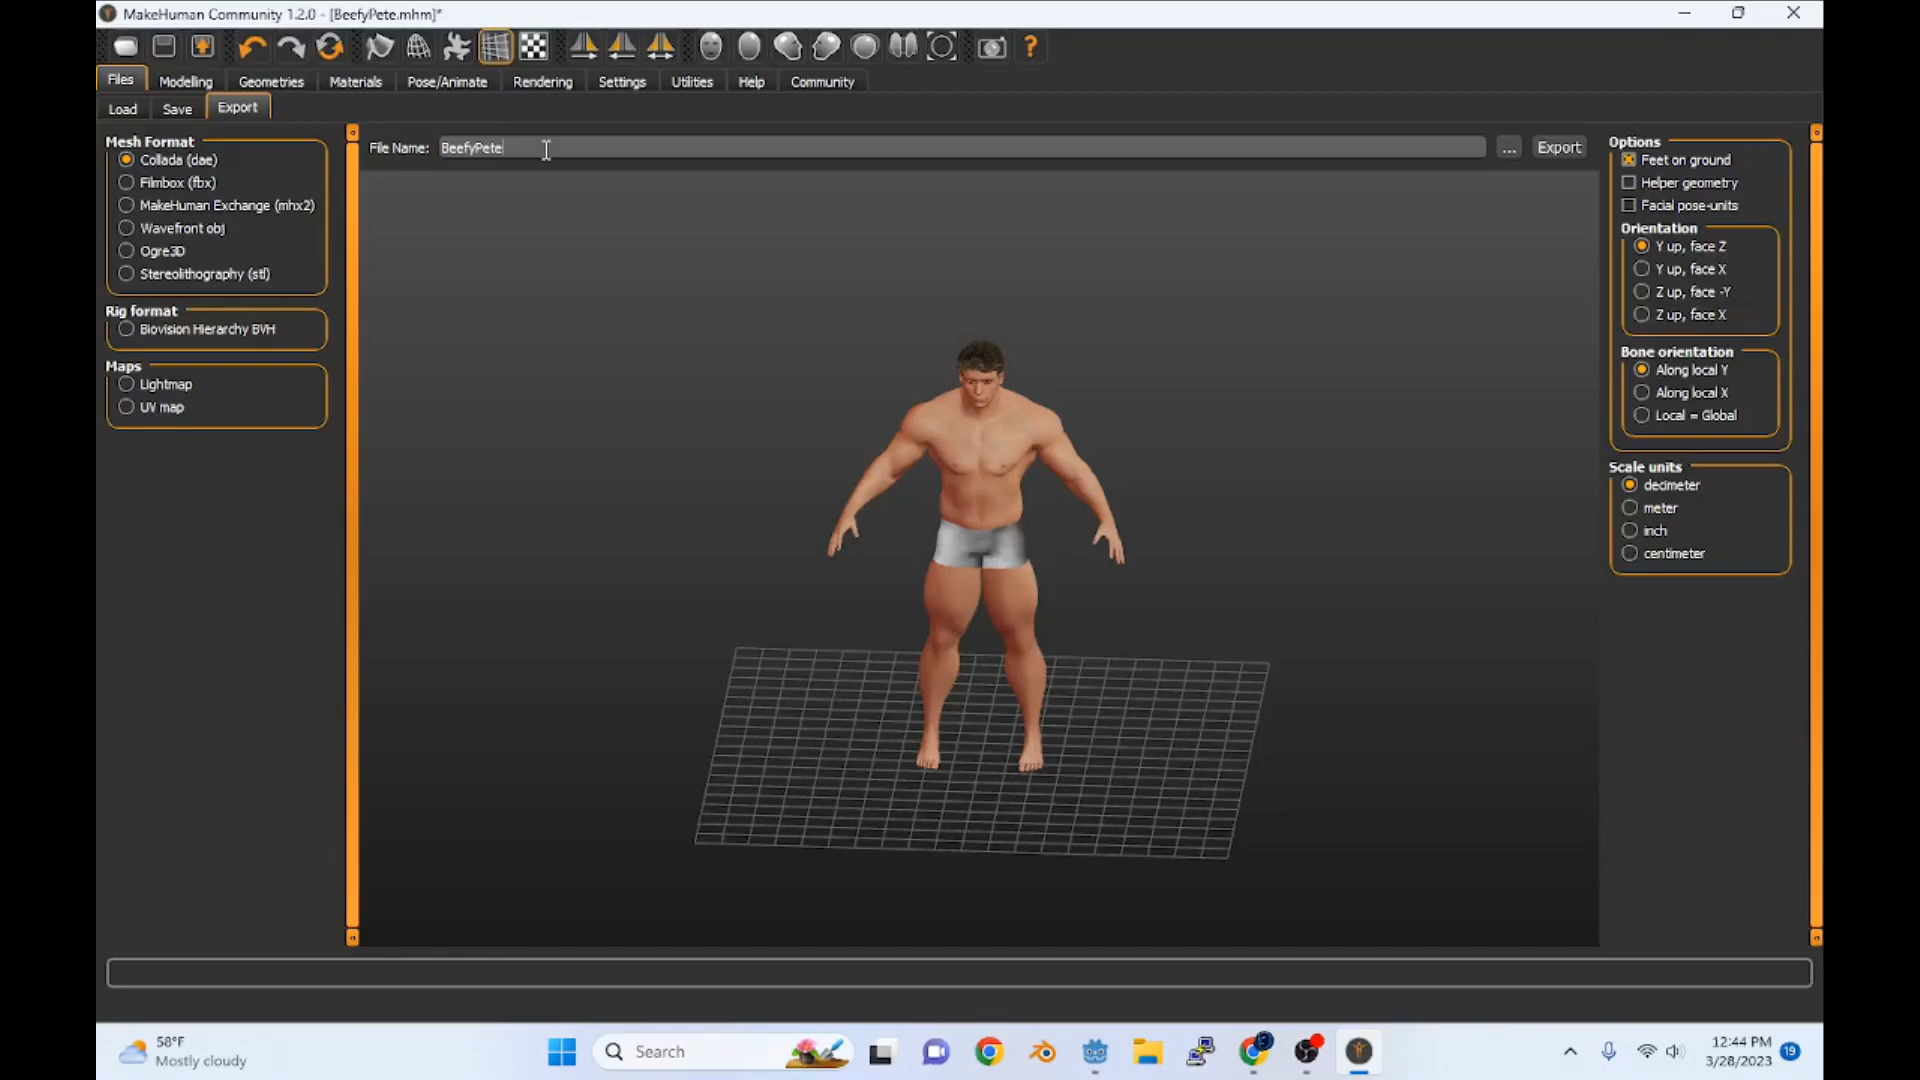 MakeHuman Community 1.2.0 - [BeefyPete.mhm]*
Files Modelling Geometries Materials Pose/Animate Rendering Settings Utilities Help Community
Load Save Export
Mesh Format
Collada (dae)
Filmbox (fbx)
MakeHuman Exchange (mhx2)
Wavefront obj
Ogre3D
Stereolithography (stl)
Rig format
Biovision Hierarchy BVH
Maps
Lightmap
UV map
File Name: BeefyPete ... Export
Options
Feet on ground
Helper geometry
Facial pose-units
Orientation
Y up, face Z
Y up, face X
Z up, face -Y
Z up, face X
Bone orientation
Along local Y
Along local X
Local = Global
Scale units
decimeter
meter
inch
centimeter
58°F
Mostly cloudy
Search
12:44 PM
3/28/2023
19